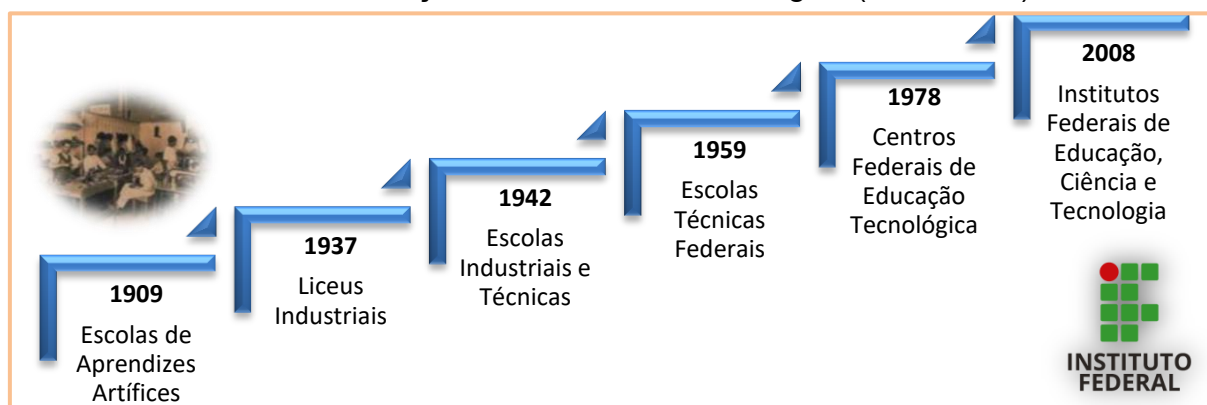 1909
Escolas de
Aprendizes
Artífices
1937
Liceus
Industriais
1942
Escolas
Industriais e
Técnicas
1959
Escolas
Técnicas
Federais
1978
Centros
Federais de
Educação
Tecnológica
2008
Institutos
Federais de
Educação,
Ciência e
Tecnologia
INSTITUTO
FEDERAL